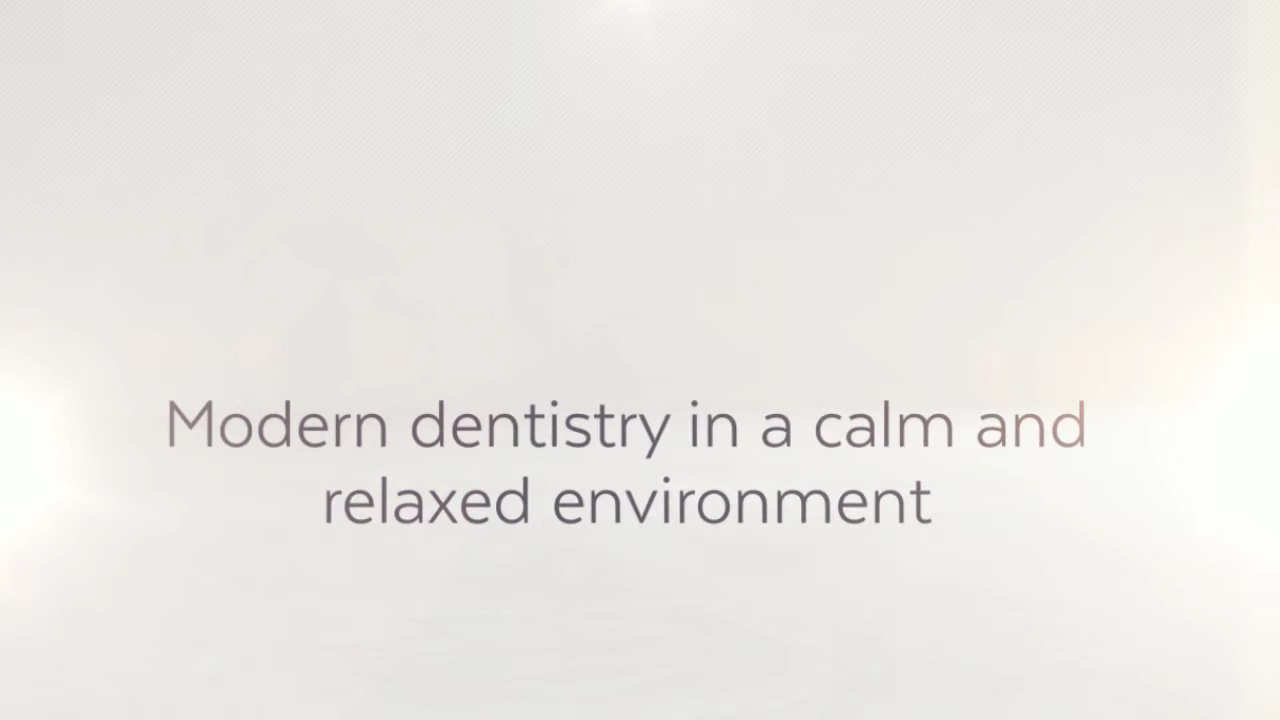 Modern dentistry in a calm and
relaxed environment